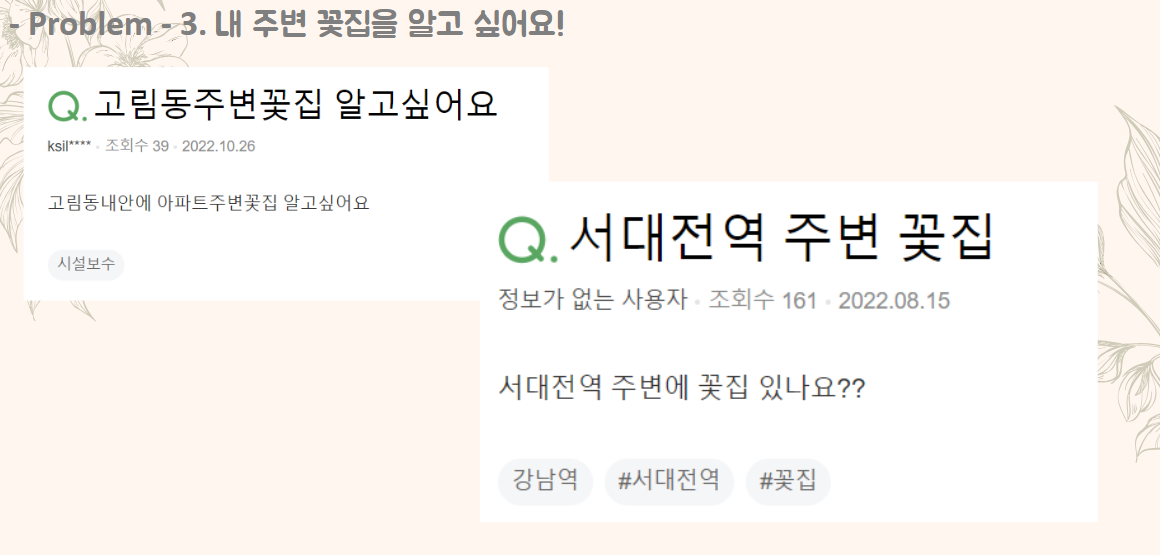 - Problem - 3. 내 주변 꽃집을 알고 싶어요!
Q. 고림동주변꽃집 알고싶어요
ksil**** • 조회수 39 • 2022.10.26
고림동내안에 아파트주변꽃집 알고싶어요
시설보수
Q. 서대전역 주변 꽃집
정보가 없는 사용자 • 조회수 161 • 2022.08.15
서대전역 주변에 꽃집 있나요??
강남역 #서대전역 #꽃집